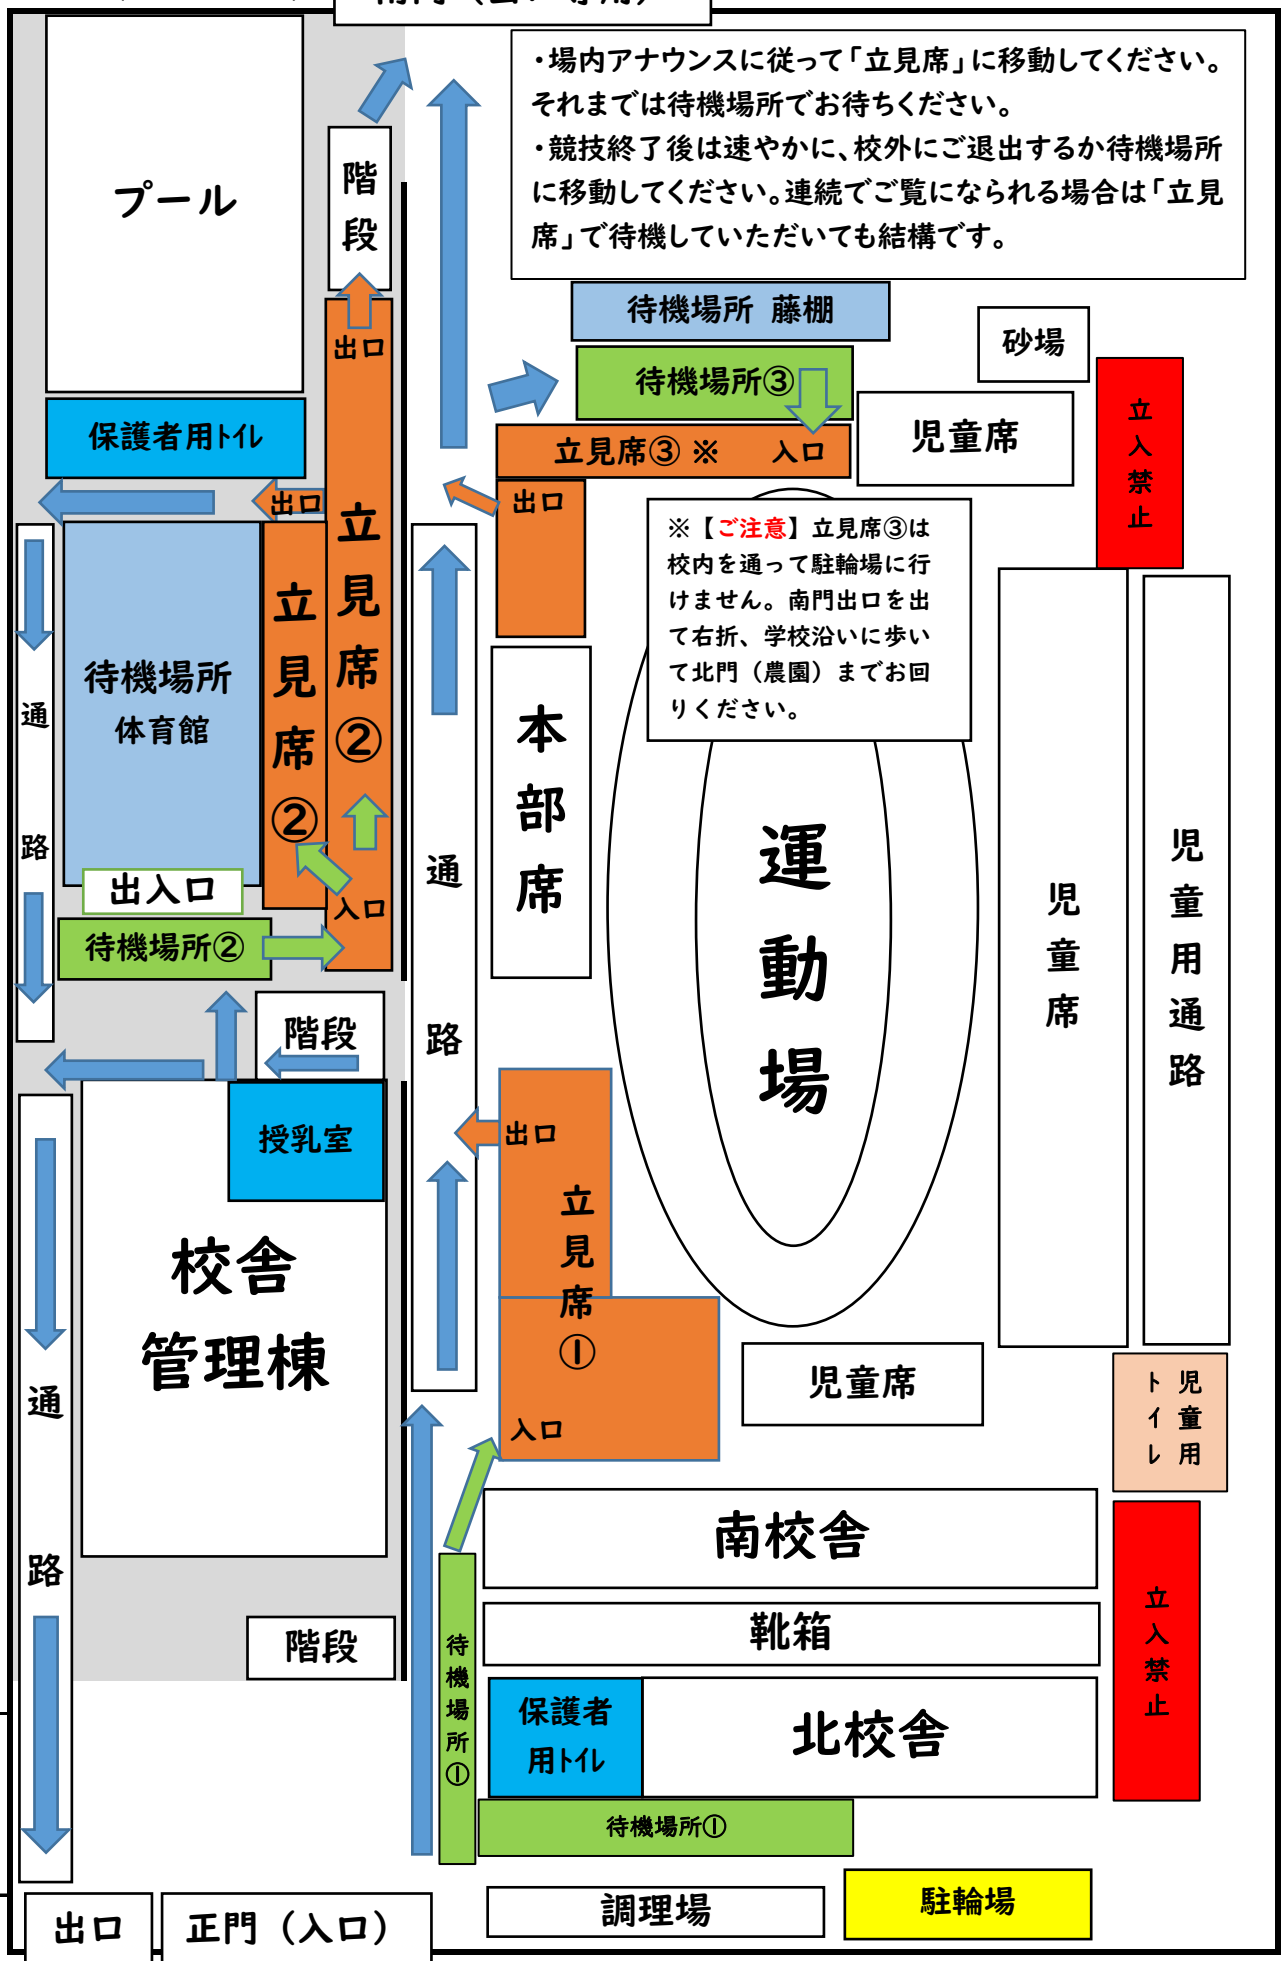 ・場内アナウンスに従って「立見席」に移動してください。
それまでは待機場所でお待ちください。
・競技終了後は速やかに、校外にご退出するか待機場所
に移動してください。連続でご覧になられる場合は「立見
席」で待機していただいても結構です。
プール
階段
待機場所 藤棚
砂場
待機場所③
出口
保護者用ﾄｲﾚ
立見席③ ※ 入口
児童席
立入禁止
出口
出口
立見席②
立見席②
入口
※【ご注意】立見席③は
校内を通って駐輪場に行
けません。南門出口を出
て右折、学校沿いに歩い
て北門（農園）までお回
りください。
待機場所
体育館
通路
出入口
待機場所②
本部席
通路
運動場
児童席
児童用通路
階段
授乳室
校舎
管理棟
通路
出口
立見席①
入口
児童席
児童用
トイレ
南校舎
靴箱
階段
待機場所①
保護者
用ﾄｲﾚ
北校舎
立入禁止
待機場所①
調理場
駐輪場
出口
正門（入口）